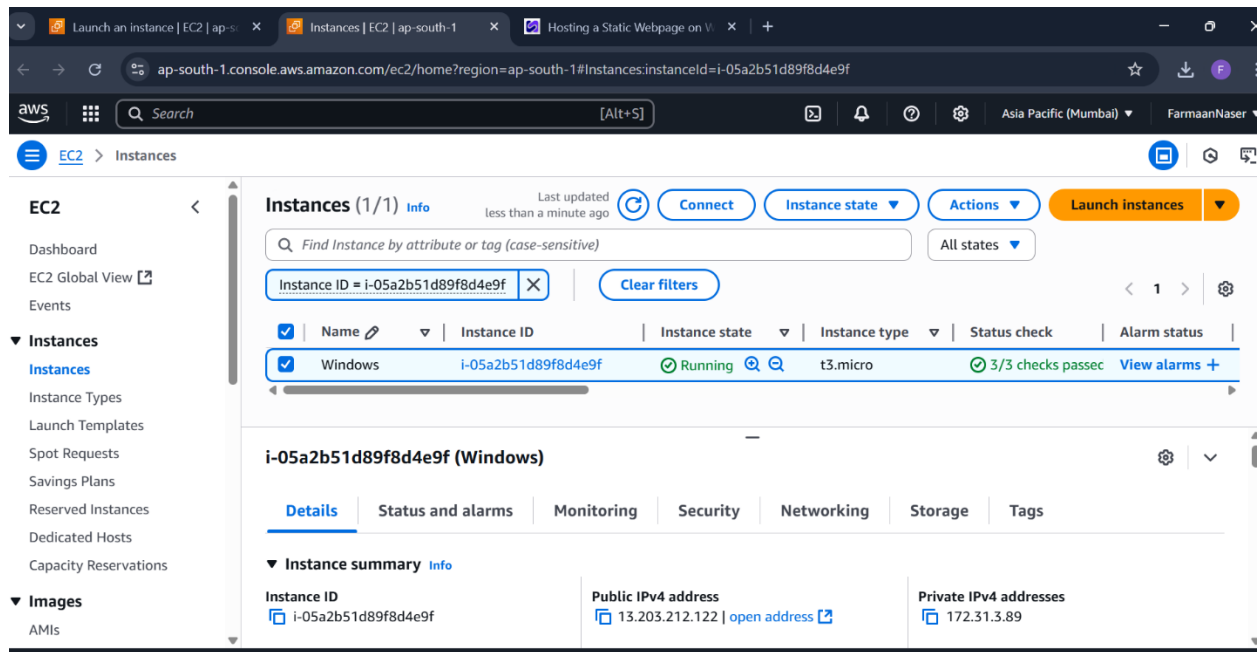 Launch an instance | EC2 | ap-so
Instances | EC2 | ap-south-1
Hosting a Static Webpage on W
ap-south-1.console.aws.amazon.com/ec2/home?region=ap-south-1#Instances:instanceId=i-05a2b51d89f8d4e9f
F
aws
Search [Alt+S]
Asia Pacific (Mumbai)
FarmaanNaser
EC2 > Instances
EC2
Dashboard
EC2 Global View
Events
Instances
Instances
Instance Types
Launch Templates
Spot Requests
Savings Plans
Reserved Instances
Dedicated Hosts
Capacity Reservations
Images
AMIs
Instances (1/1) Info
Last updated
less than a minute ago
Connect
Instance state
Actions
Launch instances
Find Instance by attribute or tag (case-sensitive)
All states
Instance ID = i-05a2b51d89f8d4e9f
Clear filters
1
Name Instance ID Instance state Instance type Status check Alarm status
Windows i-05a2b51d89f8d4e9f Running t3.micro 3/3 checks passec View alarms +
i-05a2b51d89f8d4e9f (Windows)
Details Status and alarms Monitoring Security Networking Storage Tags
Instance summary Info
Instance ID
i-05a2b51d89f8d4e9f
Public IPv4 address
13.203.212.122 | open address
Private IPv4 addresses
172.31.3.89